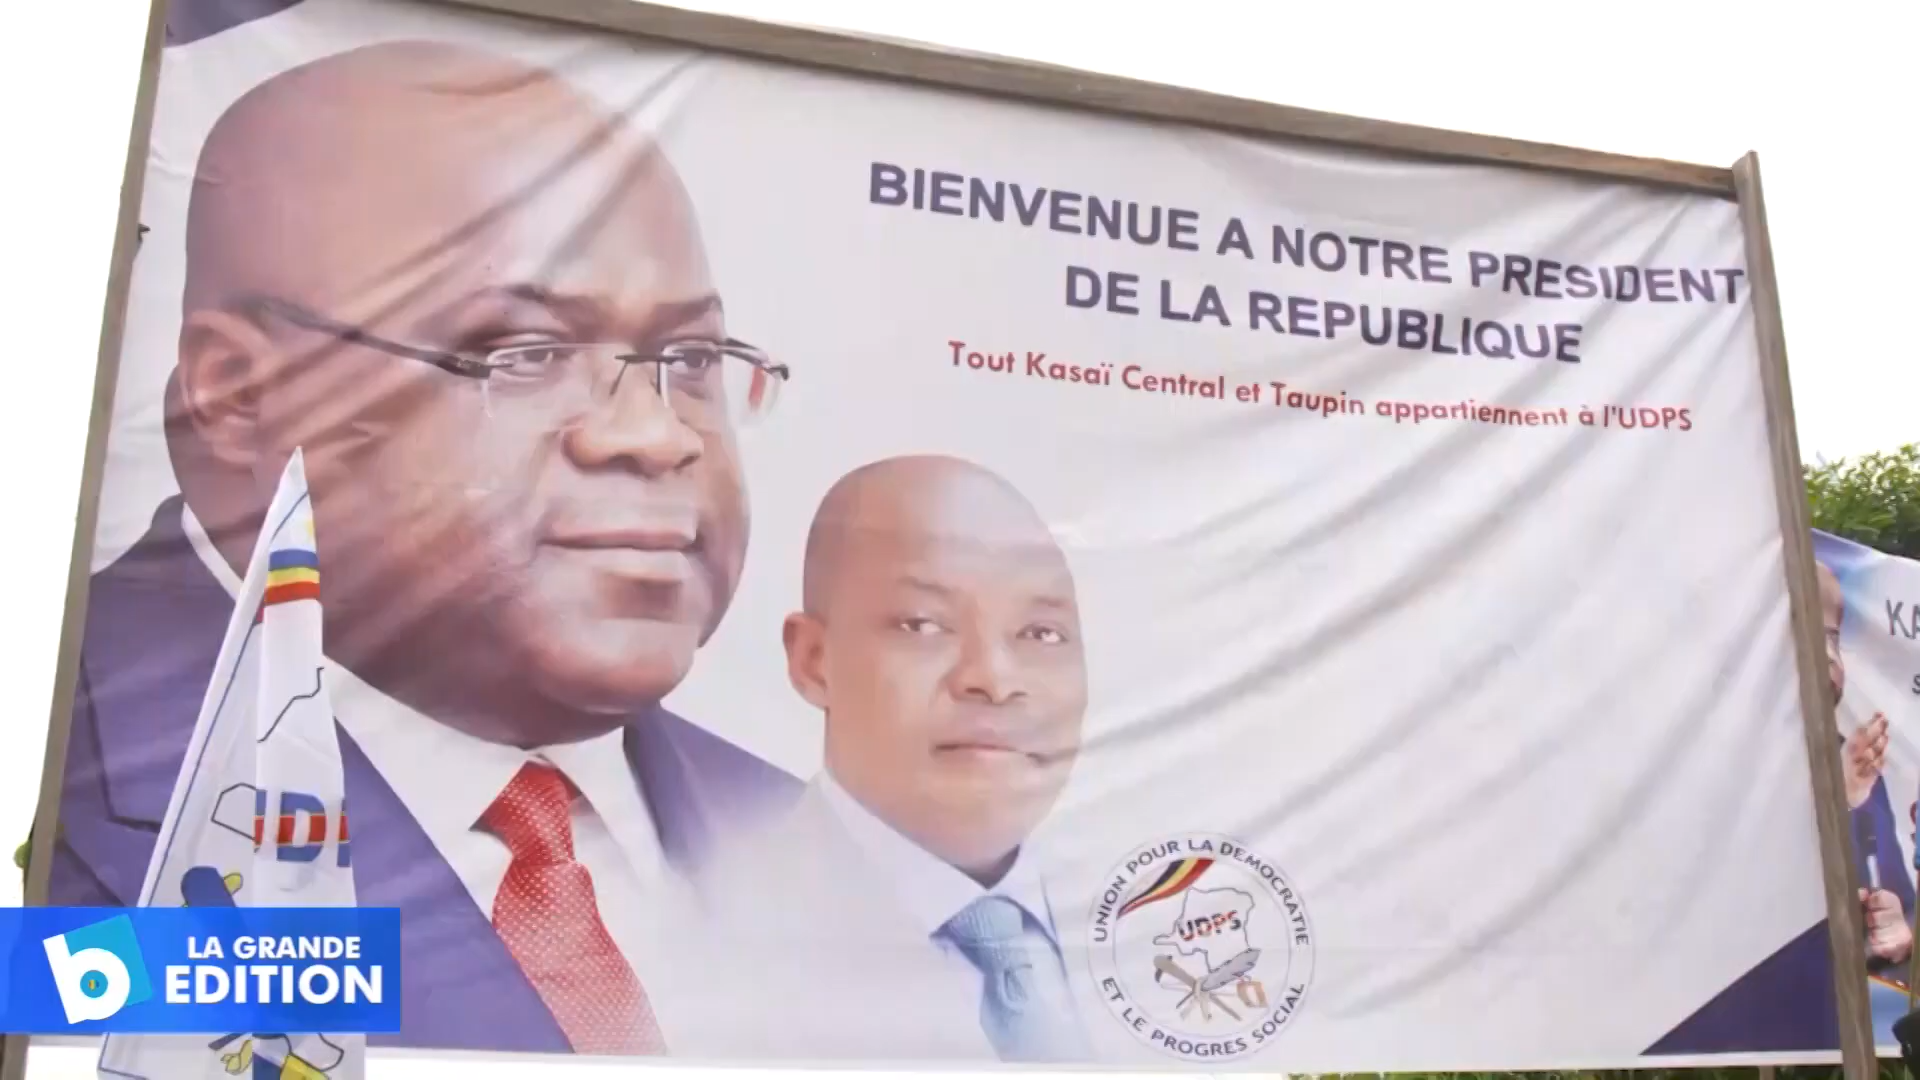 BIENVENUE A NOTRE PRESIDENT
DE LA REPUBLIQUE
Tout Kasaï Central et Taupin appartiennent à l'UDPS
UNION POUR LA DEMOCRATIE
UDPS
ET LE PROGRES SOCIAL
LA GRANDE
EDITION